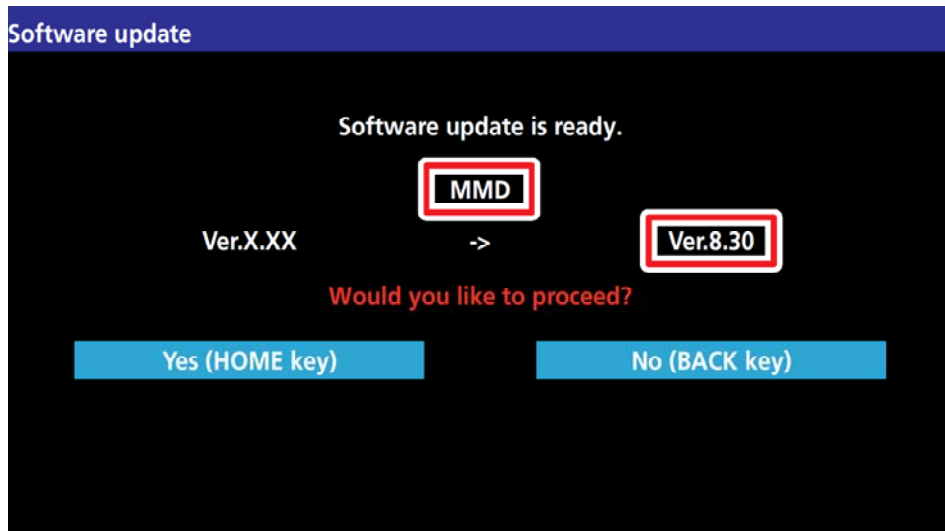 Software update
Software update is ready.
MMD
Ver.X.XX -> Ver.8.30
Would you like to proceed?
Yes (HOME key) No (BACK key)